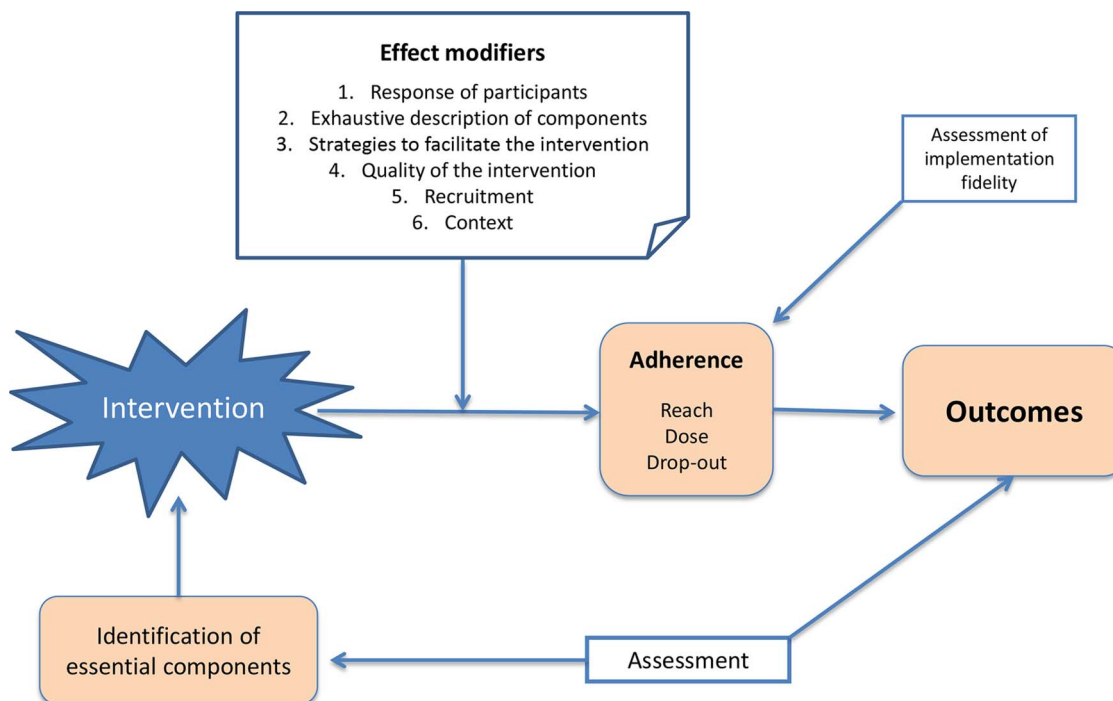 Effect modifiers
1. Response of participants
2. Exhaustive description of components
3. Strategies to facilitate the intervention
4. Quality of the intervention
5. Recruitment
6. Context
Assessment of
implementation
fidelity
Intervention
Adherence
Reach
Dose
Drop-out
Outcomes
Identification of
essential components
Assessment